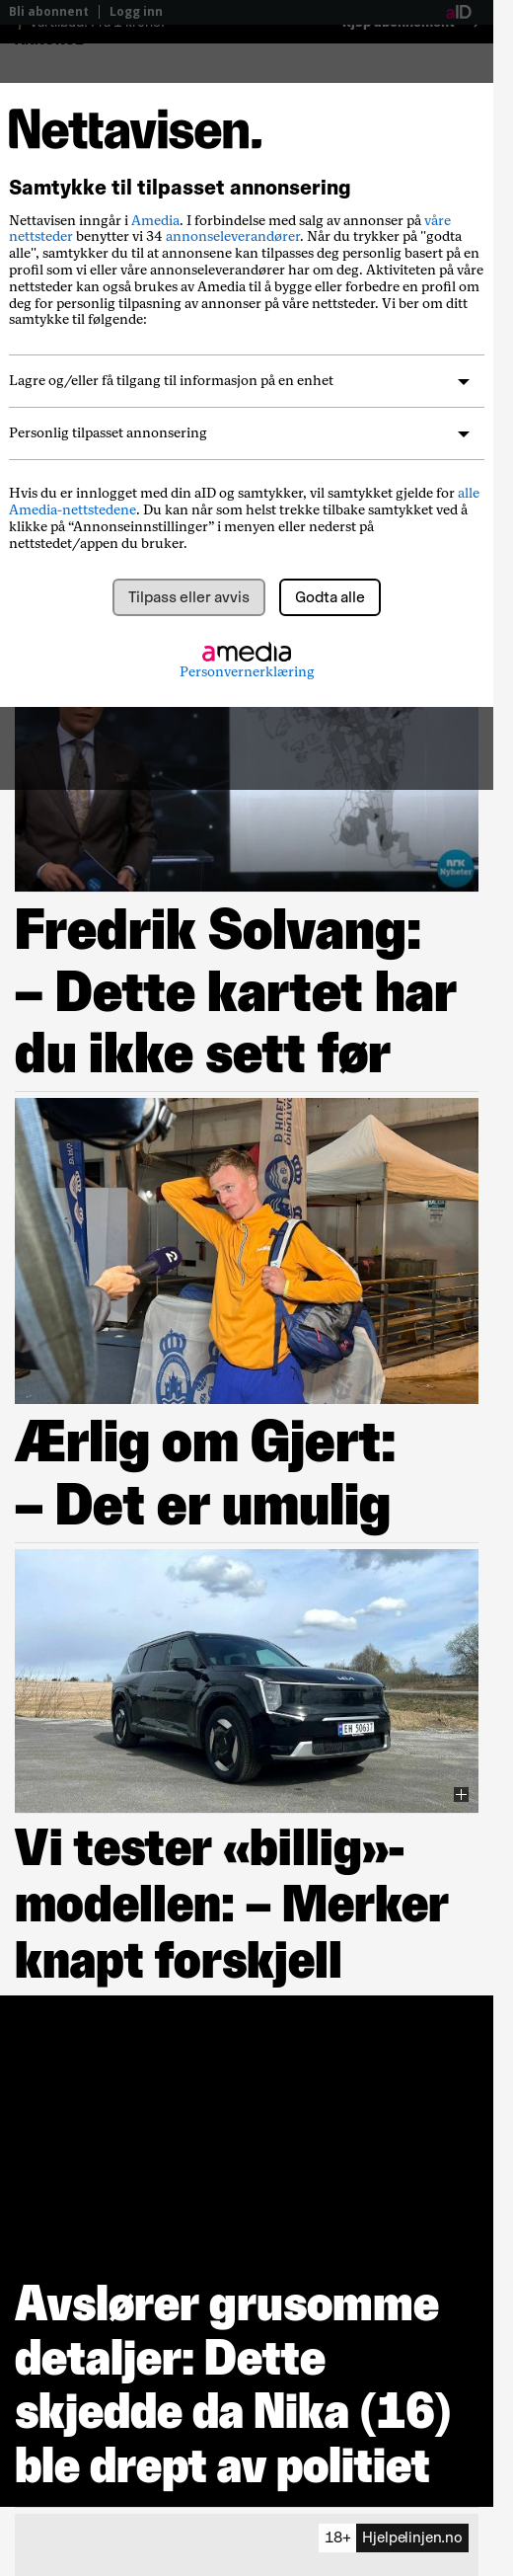 Bli abonnent | Logg inn
aID
Nettavisen.
Samtykke til tilpasset annonsering
Nettavisen inngår i Amedia. I forbindelse med salg av annonser på våre
nettsteder benytter vi 34 annonseleverandører. Når du trykker på "godta
alle", samtykker du til at annonsene kan tilpasses deg personlig basert på en
profil som vi eller våre annonseleverandører har om deg. Aktiviteten på våre
nettsteder kan også brukes av Amedia til å bygge eller forbedre en profil om
deg for personlig tilpasning av annonser på våre nettsteder. Vi ber om ditt
samtykke til følgende:
Lagre og/eller få tilgang til informasjon på en enhet
Personlig tilpasset annonsering
Hvis du er innlogget med din aID og samtykker, vil samtykket gjelde for alle
Amedia-nettstedene. Du kan når som helst trekke tilbake samtykket ved å
klikke på “Annonseinnstillinger” i menyen eller nederst på
nettstedet/appen du bruker.
Tilpass eller avvis
Godta alle
amedia
Personvernerklæring
NRK
Nyheter
Fredrik Solvang:
– Dette kartet har
du ikke sett før
2
Ærlig om Gjert:
– Det er umulig
EH 50637
Vi tester «billig»-
modellen: – Merker
knapt forskjell
Avslører grusomme
detaljer: Dette
skjedde da Nika (16)
ble drept av politiet
18+ Hjelpelinjen.no